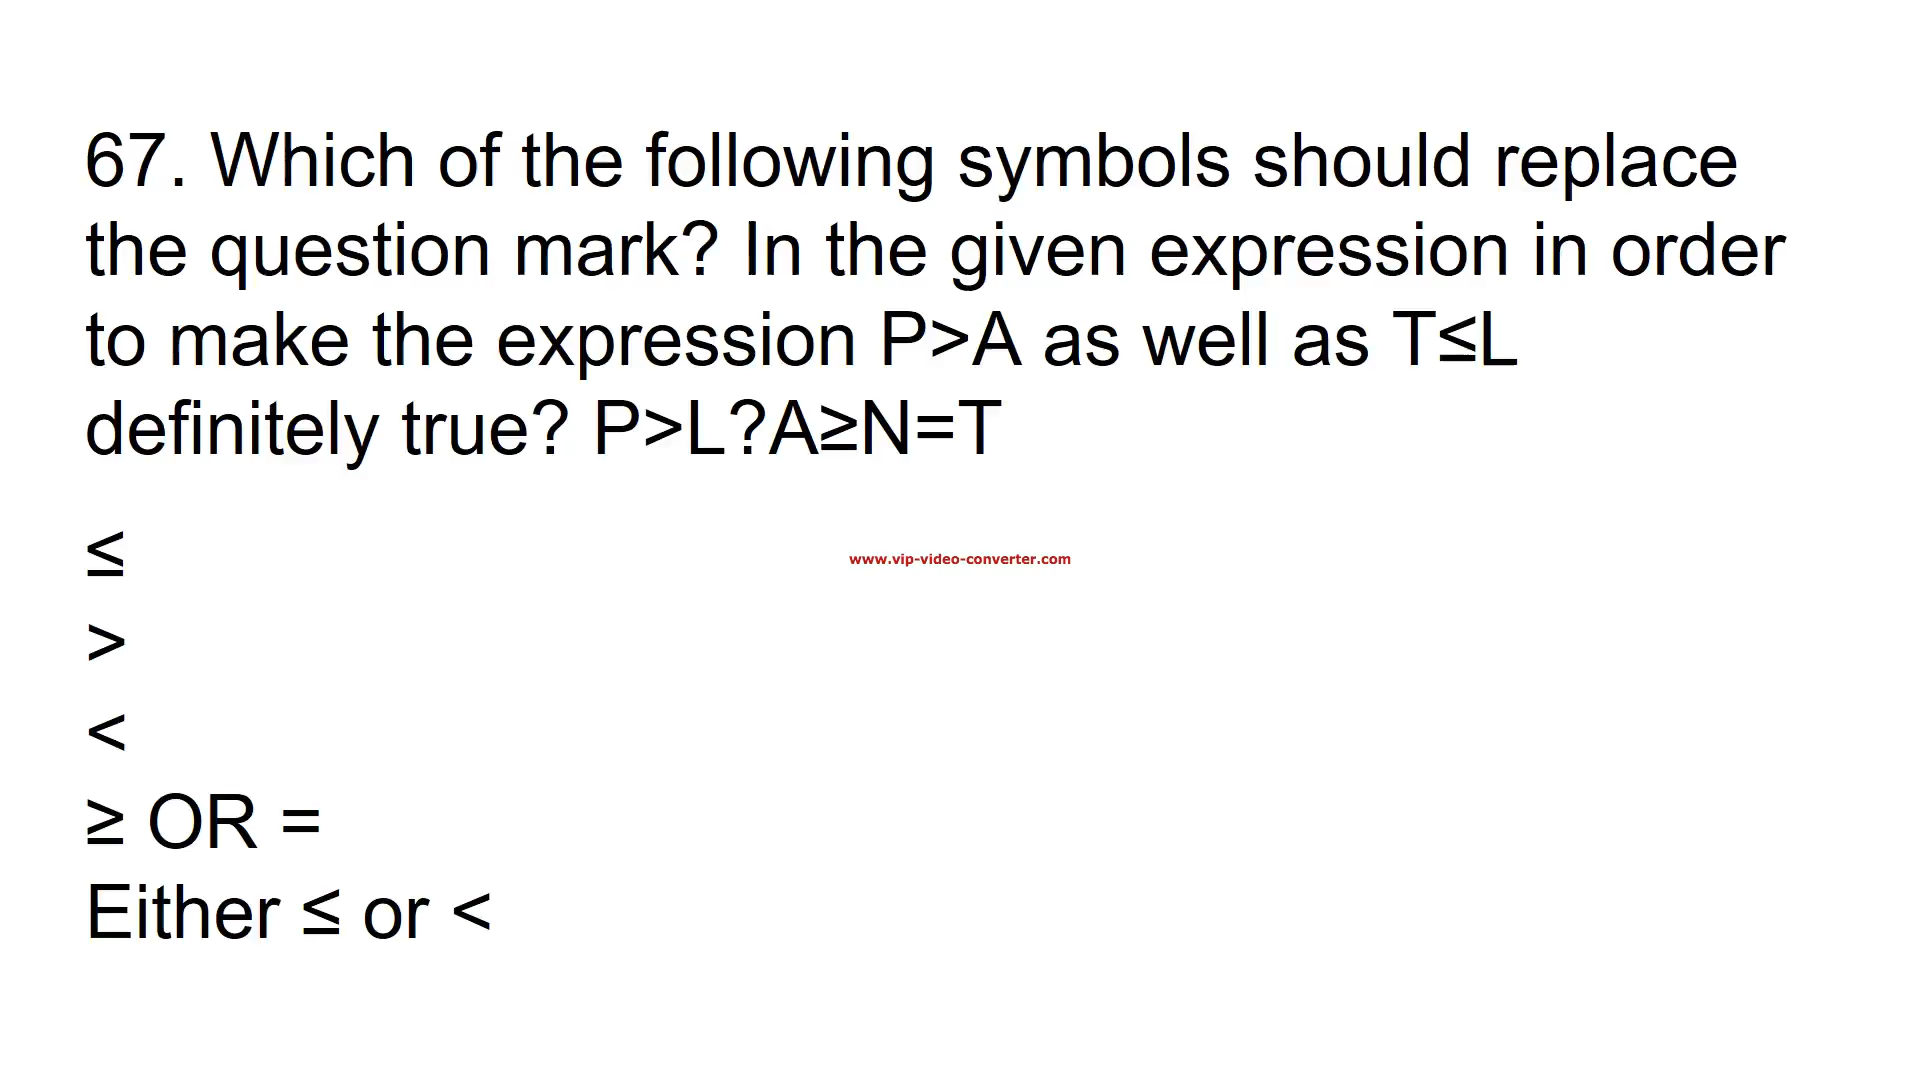 67. Which of the following symbols should replace
the question mark? In the given expression in order
to make the expression P>A as well as T≤L
definitely true? P>L?A≥N=T
≤
www.vip-video-converter.com
>
<
≥ OR =
Either ≤ or <